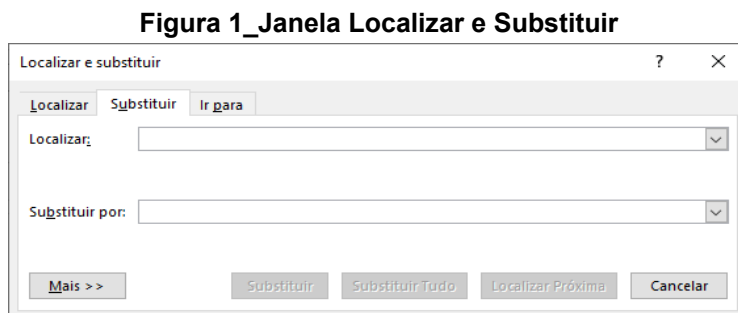 Figura 1_Janela Localizar e Substituir
Localizar e substituir ? ×
Localizar Substituir Ir para
Localizar:
Substituir por:
Mais >> Substituir Substituir Tudo Localizar Próxima Cancelar